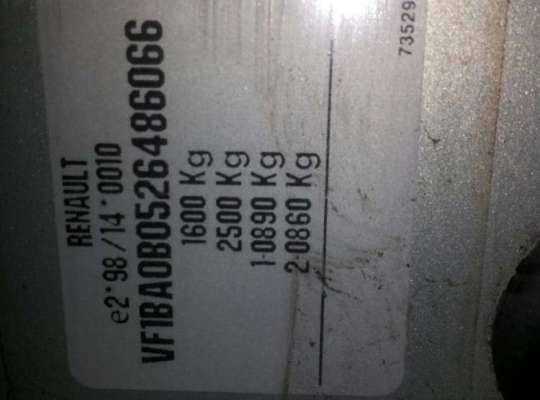 RENAULT
e2*98/14*0010
VF1BA0B0526486066
1600 Kg
2500 Kg
1-0890 Kg
2-0860 Kg
73529